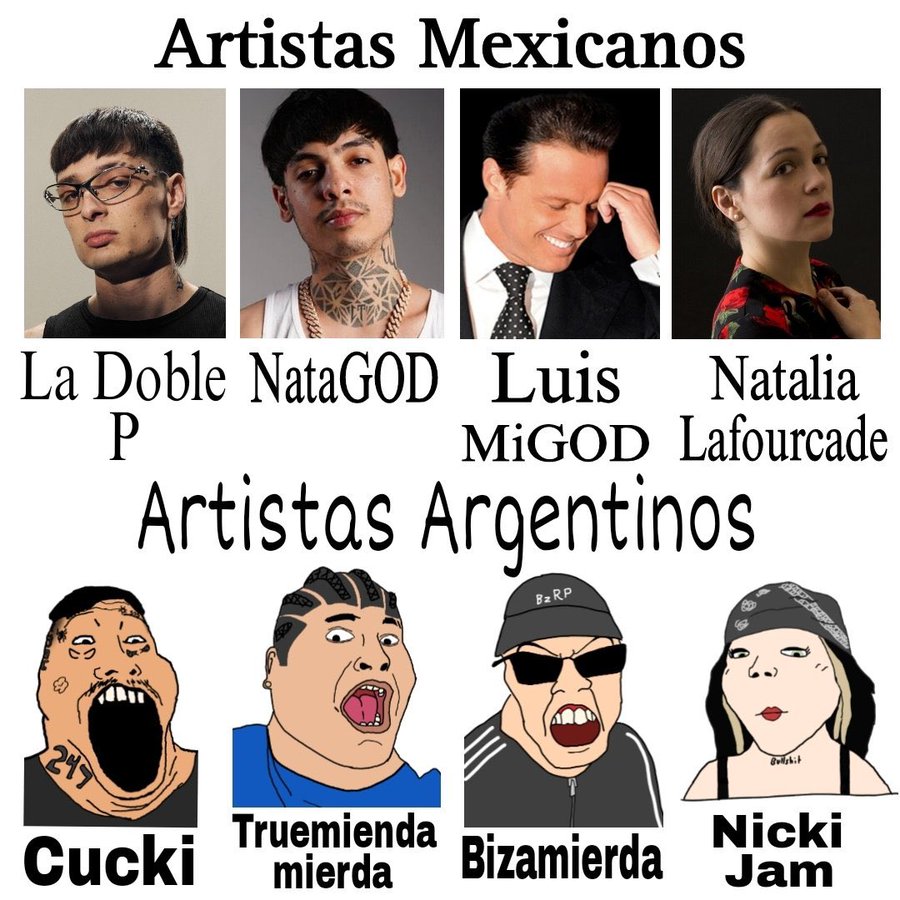 Artistas Mexicanos
La Doble
P
NataGOD
Luis
MiGOD
Natalia
Lafourcade
Artistas Argentinos
BzRP
247
Bullshit
Cucki
Truemienda
mierda
Bizamierda
Nicki
Jam